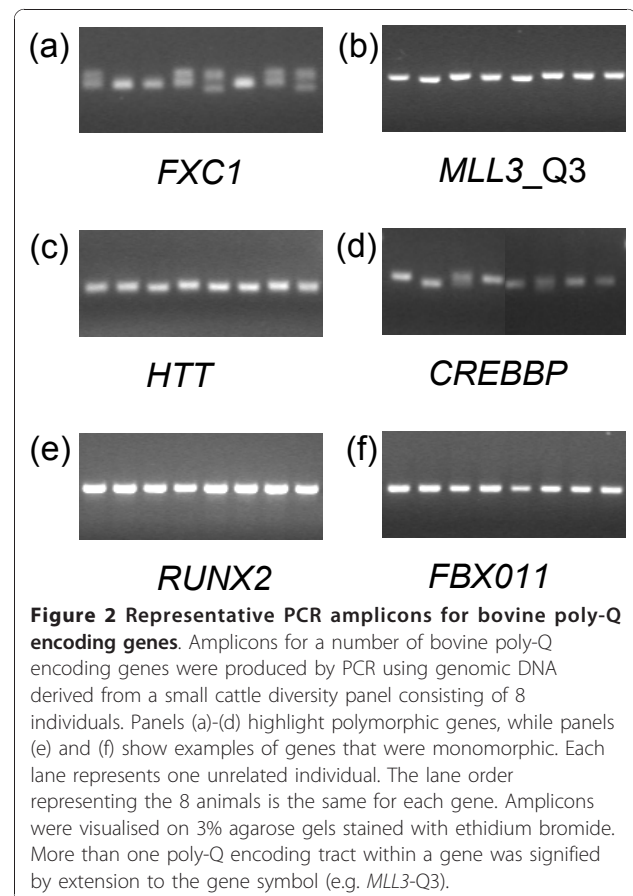 (a)
(b)
FXC1
MLL3_Q3
(c)
(d)
HTT
CREBBP
(e)
(f)
RUNX2
FBX011
Figure 2 Representative PCR amplicons for bovine poly-Q
encoding genes. Amplicons for a number of bovine poly-Q
encoding genes were produced by PCR using genomic DNA
derived from a small cattle diversity panel consisting of 8
individuals. Panels (a)-(d) highlight polymorphic genes, while panels
(e) and (f) show examples of genes that were monomorphic. Each
lane represents one unrelated individual. The lane order
representing the 8 animals is the same for each gene. Amplicons
were visualised on 3% agarose gels stained with ethidium bromide.
More than one poly-Q encoding tract within a gene was signified
by extension to the gene symbol (e.g. MLL3-Q3).